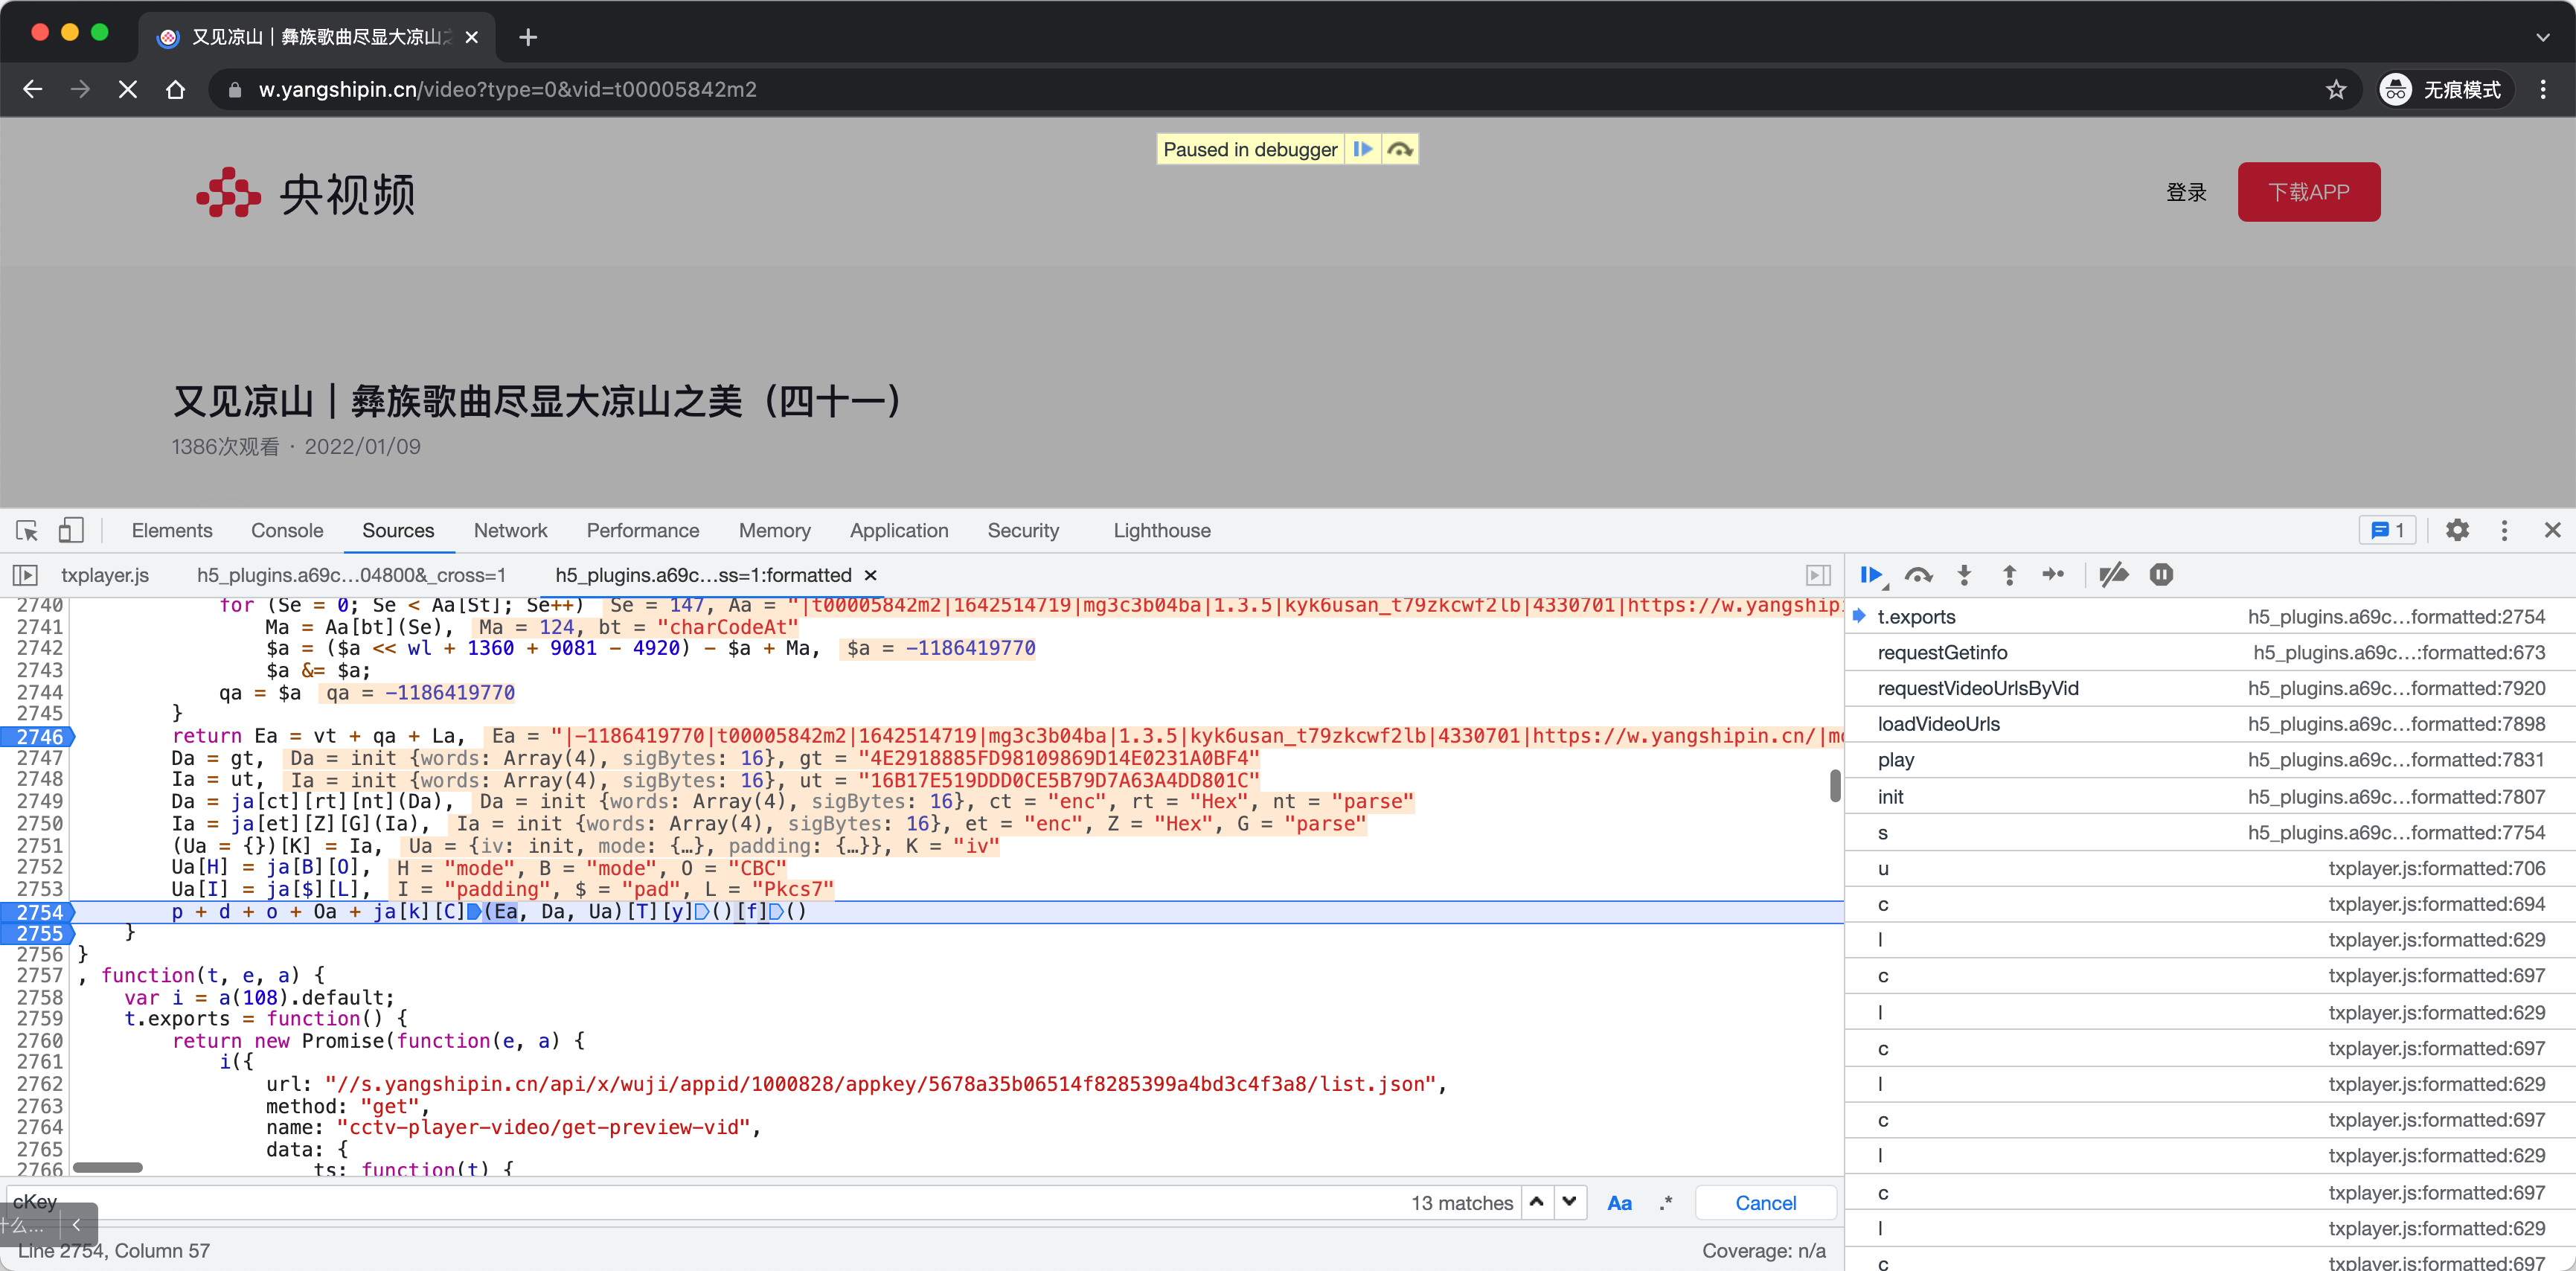 又见凉山｜彝族歌曲尽显大凉山之
w.yangshipin.cn/video?type=0&vid=t00005842m2
无痕模式
Paused in debugger
央视频
登录
下载APP
又见凉山｜彝族歌曲尽显大凉山之美（四十一）
1386次观看 · 2022/01/09
Elements Console Sources Network Performance Memory Application Security Lighthouse 1
txplayer.js h5_plugins.a69c...04800&_cross=1 h5_plugins.a69c...ss=1:formatted
2740 for (Se = 0; Se < Aa[St]; Se++) Se = 147, Aa = "|t00005842m2|1642514719|mg3c3b04ba|1.3.5|kyk6usan_t79zkcwf2lb|4330701|https://w.yangship
2741 Ma = Aa[bt](Se), Ma = 124, bt = "charCodeAt"
2742 $a = ($a << wl + 1360 + 9081 - 4920) - $a + Ma, $a = -1186419770
2743 $a &= $a;
2744 qa = $a qa = -1186419770
2745 }
2746 return Ea = vt + qa + La, Ea = "|-1186419770|t00005842m2|1642514719|mg3c3b04ba|1.3.5|kyk6usan_t79zkcwf2lb|4330701|https://w.yangshipin.cn/|mo
2747 Da = gt, Da = init {words: Array(4), sigBytes: 16}, gt = "4E2918885FD98109869D14E0231A0BF4"
2748 Ia = ut, Ia = init {words: Array(4), sigBytes: 16}, ut = "16B17E519DDD0CE5B79D7A63A4DD801C"
2749 Da = ja[ct][rt][nt](Da), Da = init {words: Array(4), sigBytes: 16}, ct = "enc", rt = "Hex", nt = "parse"
2750 Ia = ja[et][Z][G](Ia), Ia = init {words: Array(4), sigBytes: 16}, et = "enc", Z = "Hex", G = "parse"
2751 (Ua = {})[K] = Ia, Ua = {iv: init, mode: {…}, padding: {…}}, K = "iv"
2752 Ua[H] = ja[B][O], H = "mode", B = "mode", O = "CBC"
2753 Ua[I] = ja[$][L], I = "padding", $ = "pad", L = "Pkcs7"
2754 p + d + o + Oa + ja[k][C](Ea, Da, Ua)[T][y]()[f]()
2755 }
2756 }
2757 , function(t, e, a) {
2758 var i = a(108).default;
2759 t.exports = function() {
2760 return new Promise(function(e, a) {
2761 i({
2762 url: "//s.yangshipin.cn/api/x/wuji/appid/1000828/appkey/5678a35b06514f8285399a4bd3c4f3a8/list.json",
2763 method: "get",
2764 name: "cctv-player-video/get-preview-vid",
2765 data: {
2766 ts: function(t) {
cKey 13 matches Aa .* Cancel
什么...
Line 2754, Column 57 Coverage: n/a
t.exports h5_plugins.a69c...formatted:2754
requestGetinfo h5_plugins.a69c...:formatted:673
requestVideoUrlsByVid h5_plugins.a69c...formatted:7920
loadVideoUrls h5_plugins.a69c...formatted:7898
play h5_plugins.a69c...formatted:7831
init h5_plugins.a69c...formatted:7807
s h5_plugins.a69c...formatted:7754
u txplayer.js:formatted:706
c txplayer.js:formatted:694
l txplayer.js:formatted:629
c txplayer.js:formatted:697
l txplayer.js:formatted:629
c txplayer.js:formatted:697
l txplayer.js:formatted:629
c txplayer.js:formatted:697
l txplayer.js:formatted:629
c txplayer.js:formatted:697
l txplayer.js:formatted:629
c txplayer.js:formatted:697